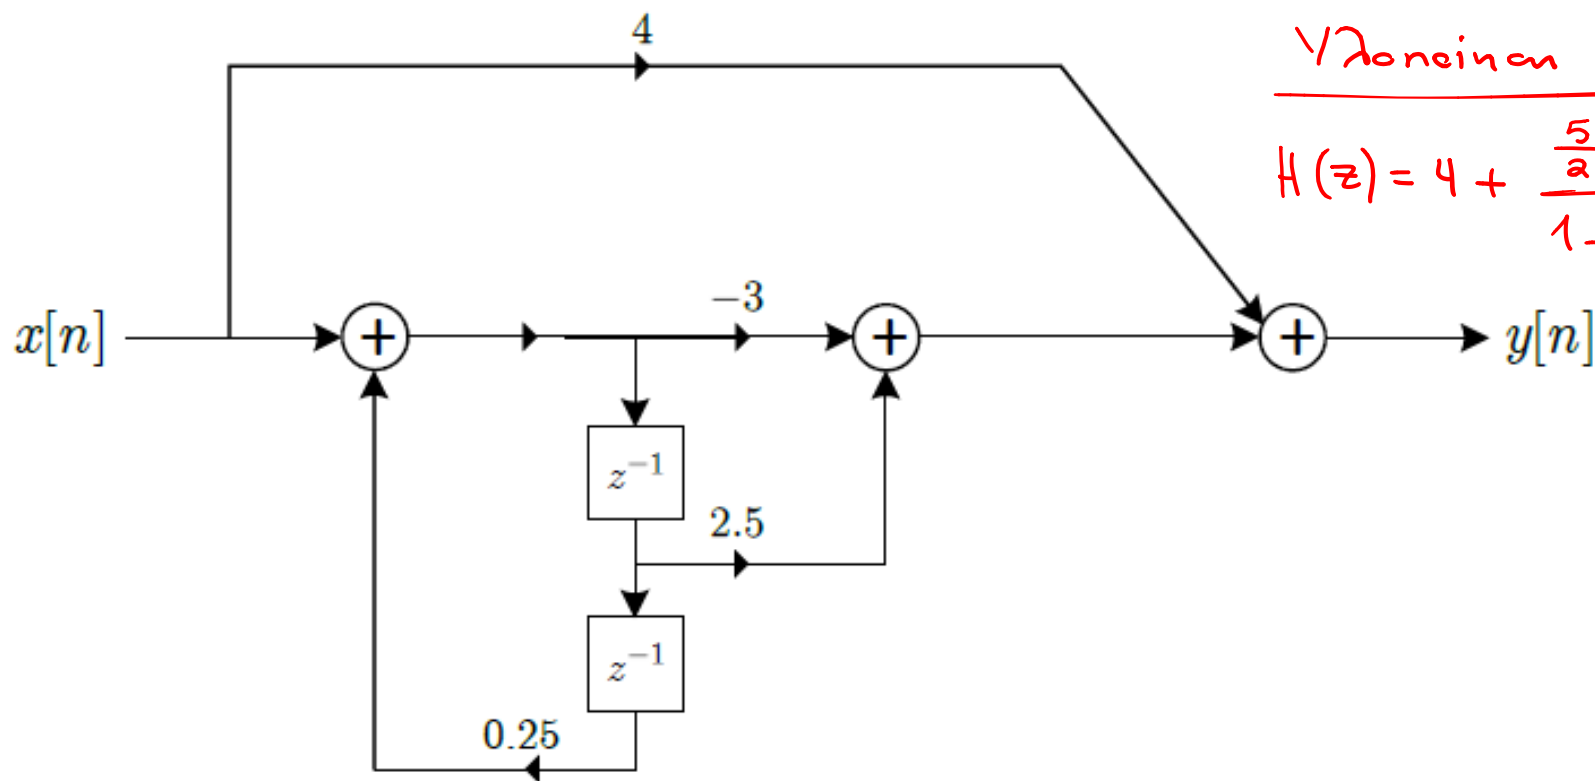 4
Υλοποίηση
H(z) = 4 + 5/2
1-
-3
x[n] + + + y[n]
z⁻¹
2.5
z⁻¹
0.25